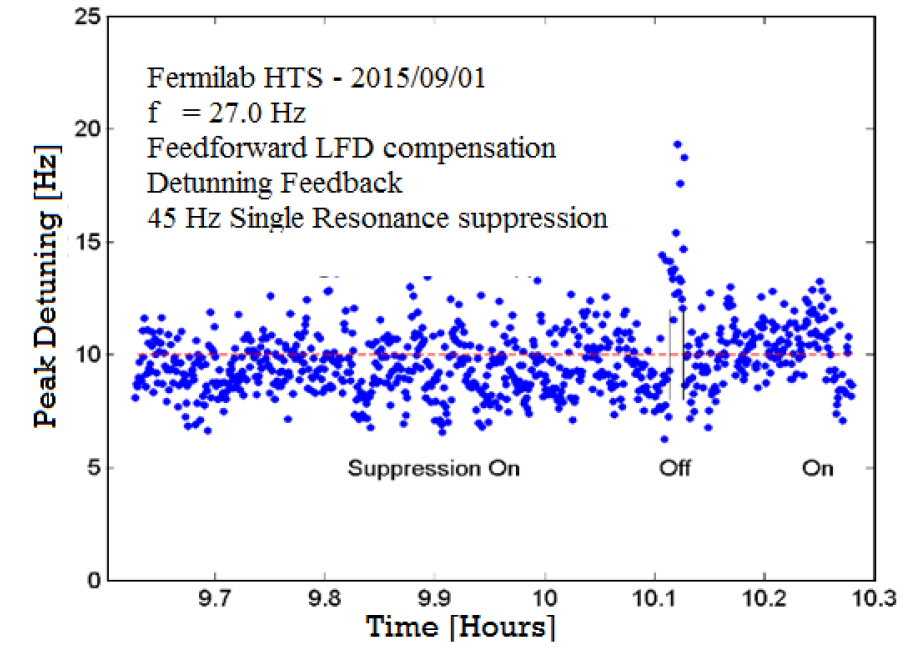 25
20
15
10
5
0
Peak Detuning [Hz]
Fermilab HTS - 2015/09/01
f = 27.0 Hz
Feedforward LFD compensation
Detunning Feedback
45 Hz Single Resonance suppression
Suppression On
Off
On
9.7
9.8
9.9
10
10.1
10.2
10.3
Time [Hours]